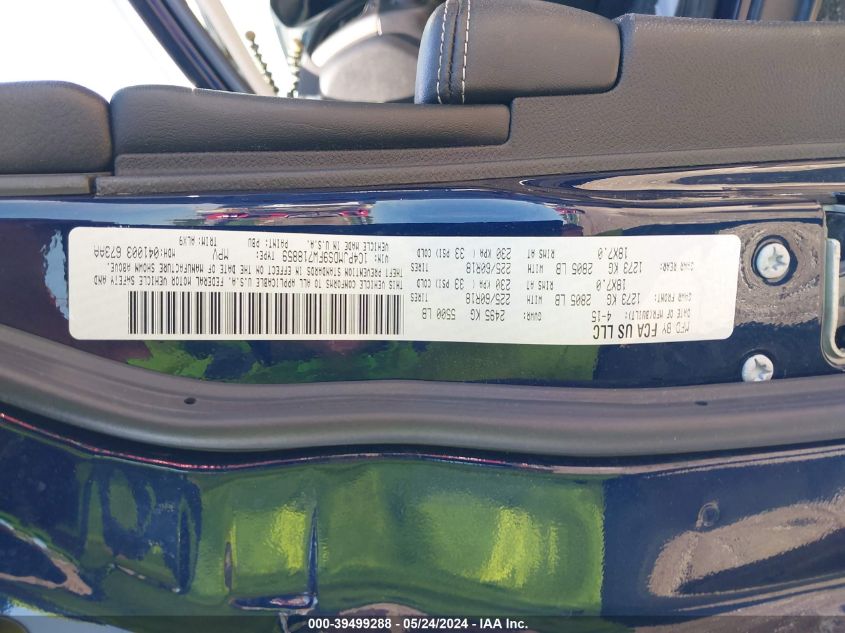 MFD BY FCA US LLC
DATE OF MFR(BUILT): 4-15 GVWR: 2495 KG 5500 LB
GAWR FRONT: 1273 KG 2805 LB WITH 225/60R18 TIRES
18X7.0 RIMS AT 230 KPA ( 33 PSI) COLD
GAWR REAR: 1273 KG 2805 LB WITH 225/60R18 TIRES
18X7.0 RIMS AT 230 KPA ( 33 PSI) COLD
THIS VEHICLE CONFORMS TO ALL APPLICABLE U.S.A. FEDERAL MOTOR VEHICLE SAFETY AND
THEFT PREVENTION STANDARDS IN EFFECT ON THE DATE OF MANUFACTURE SHOWN ABOVE.
VIN: 1C4PJMDS9FW718859 TYPE: MPV MDH:041003 673AA
VEHICLE MADE IN U.S.A. PAINT: PBU TRIM: ALX9
000-39499288 - 05/24/2024 - IAA Inc.